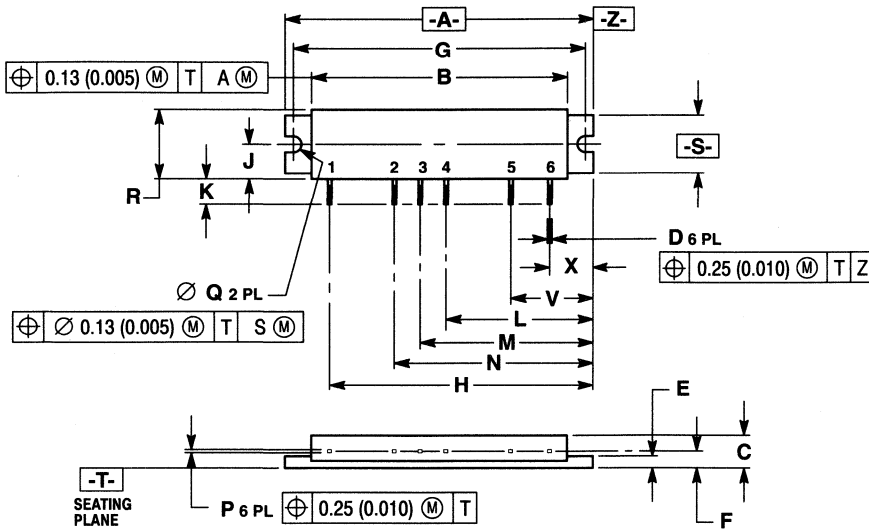 -A- -Z-
G
⌖ 0.13 (0.005) Ⓜ T A Ⓜ
B
-S-
J
1 2 3 4 5 6
K
R
D 6 PL
X
⌖ 0.25 (0.010) Ⓜ T Z
V
Ø Q 2 PL
L
⌖ Ø 0.13 (0.005) Ⓜ T S Ⓜ
M
N
H
E
C
-T-
SEATING
PLANE
P 6 PL ⌖ 0.25 (0.010) Ⓜ T
F